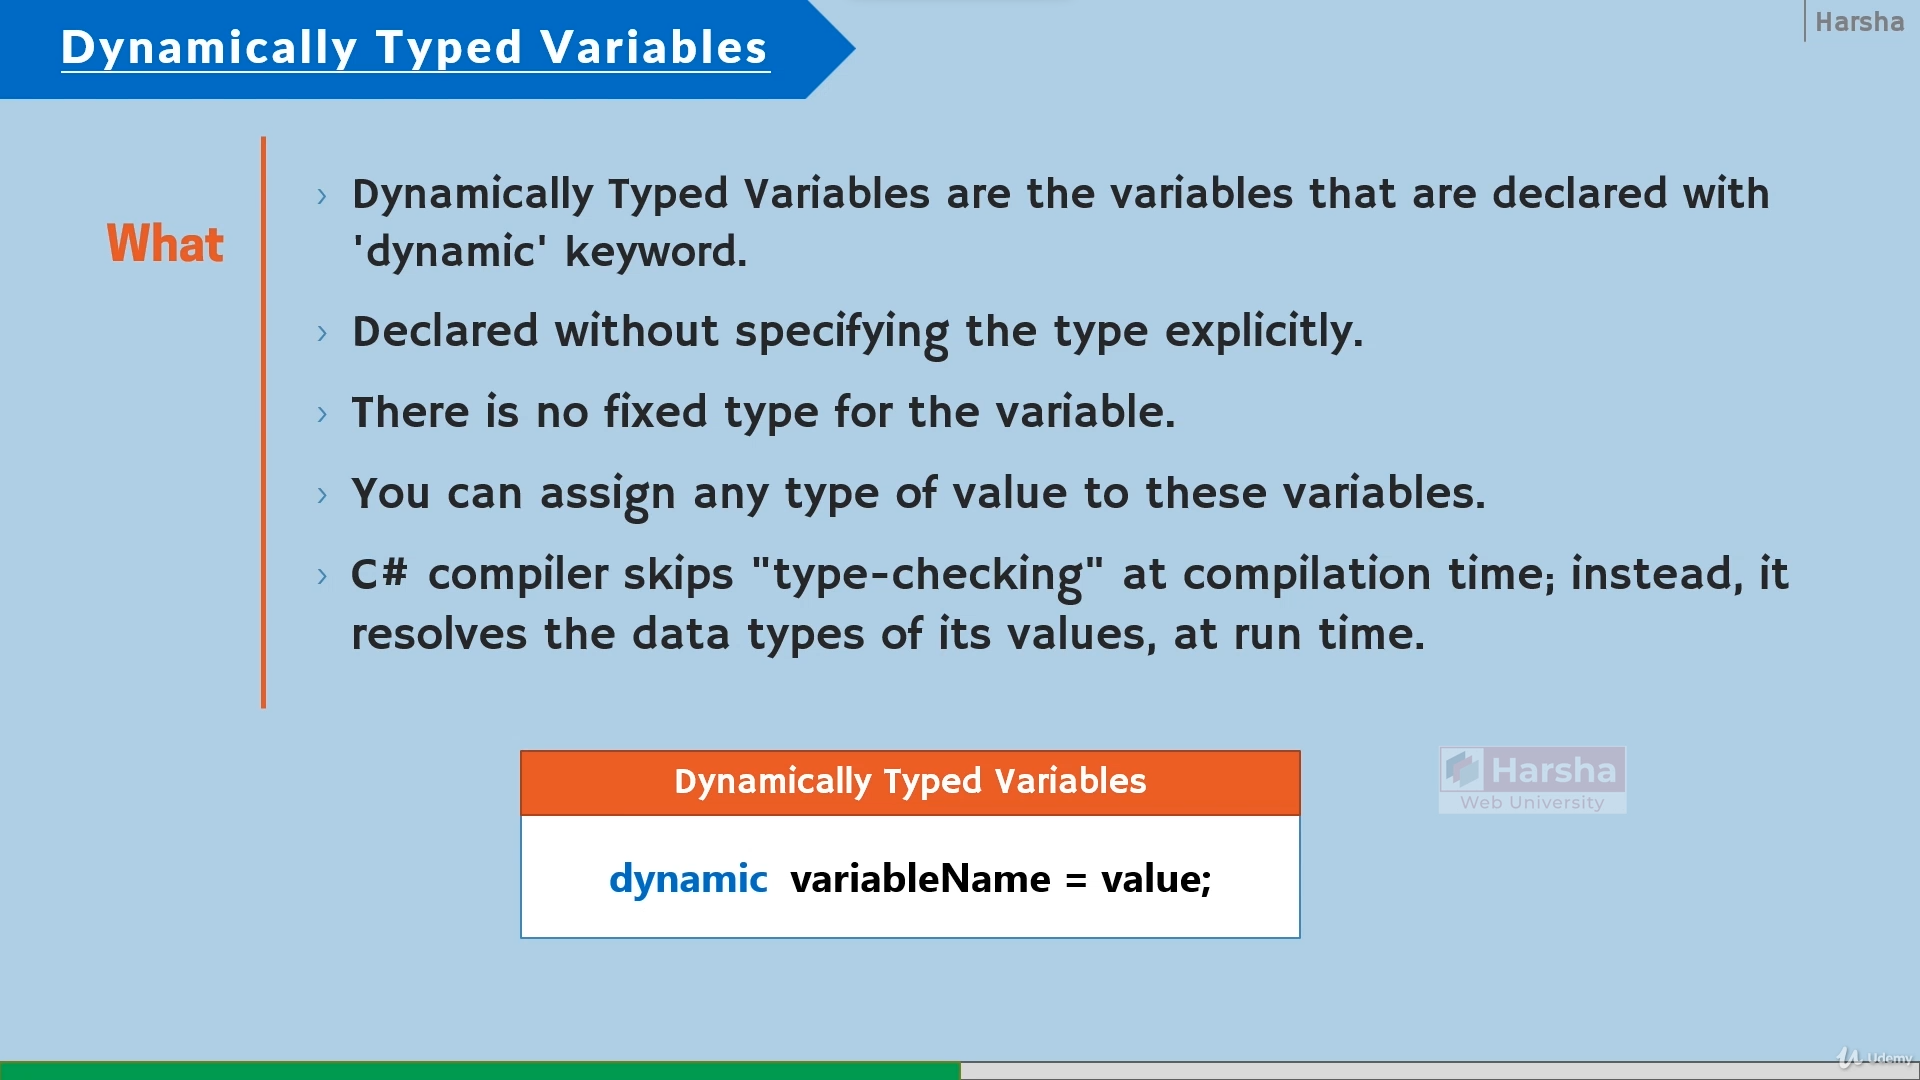 Dynamically Typed Variables
Harsha
What
› Dynamically Typed Variables are the variables that are declared with
'dynamic' keyword.
› Declared without specifying the type explicitly.
› There is no fixed type for the variable.
› You can assign any type of value to these variables.
› C# compiler skips "type-checking" at compilation time; instead, it
resolves the data types of its values, at run time.
Dynamically Typed Variables
dynamic variableName = value;
Harsha
Web University
Udemy